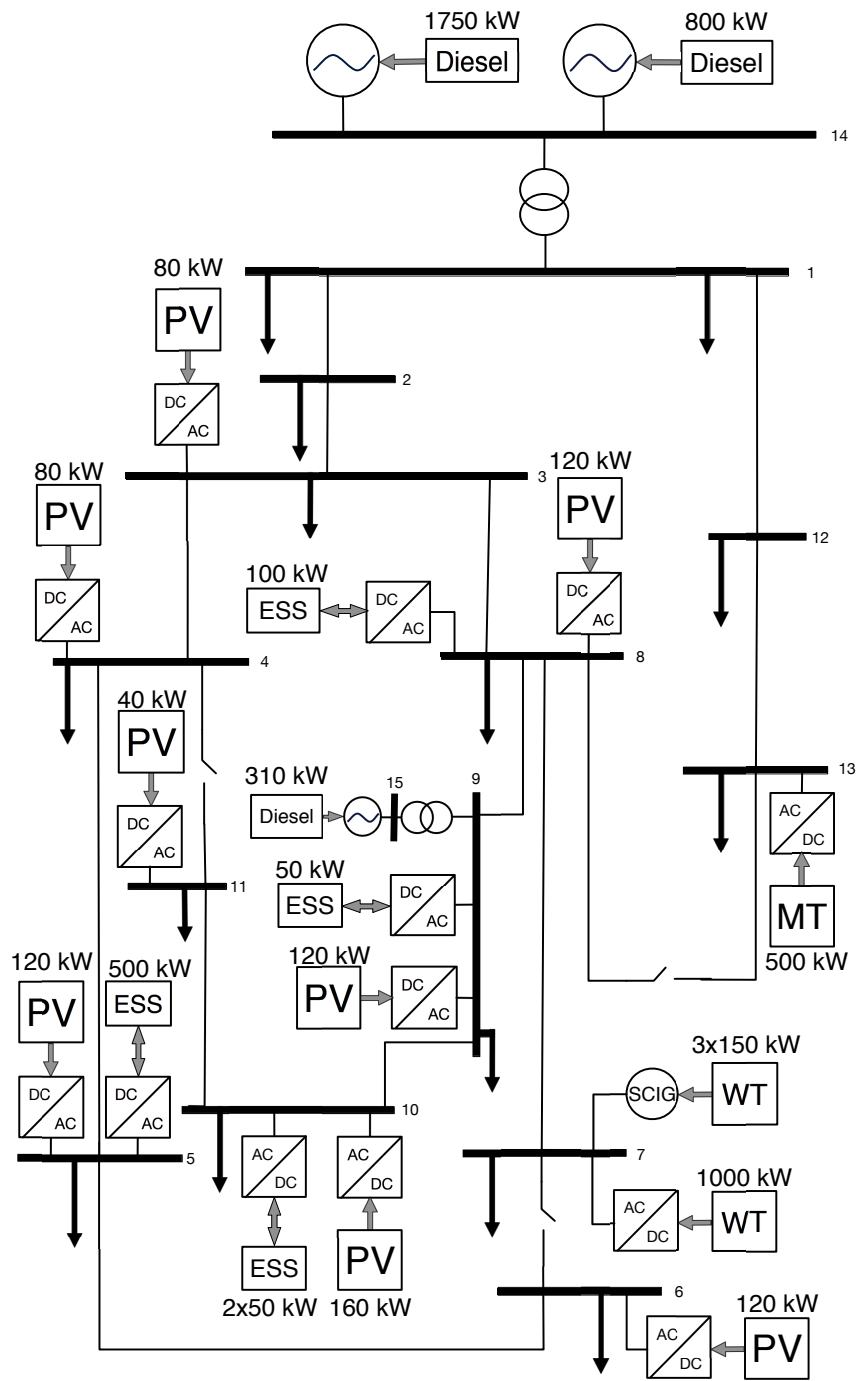 1750 kW
800 kW
Diesel
Diesel
14
80 kW
1
PV
DC
AC
2
80 kW
3
120 kW
PV
PV
12
100 kW
DC
AC
ESS
DC
AC
DC
AC
4
8
40 kW
PV
310 kW
15
9
13
Diesel
AC
DC
DC
AC
50 kW
11
ESS
DC
AC
MT
500 kW
120 kW
500 kW
120 kW
PV
ESS
PV
DC
AC
3x150 kW
DC
AC
DC
AC
SCIG
WT
10
5
AC
DC
AC
DC
7
1000 kW
AC
DC
WT
ESS
PV
2x50 kW
160 kW
6
120 kW
AC
DC
PV